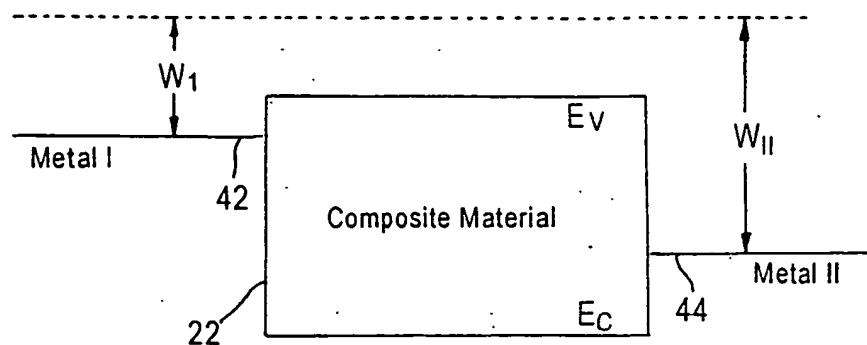 W1
EV
WII
Metal I
42
Composite Material
Metal II
44
22
EC